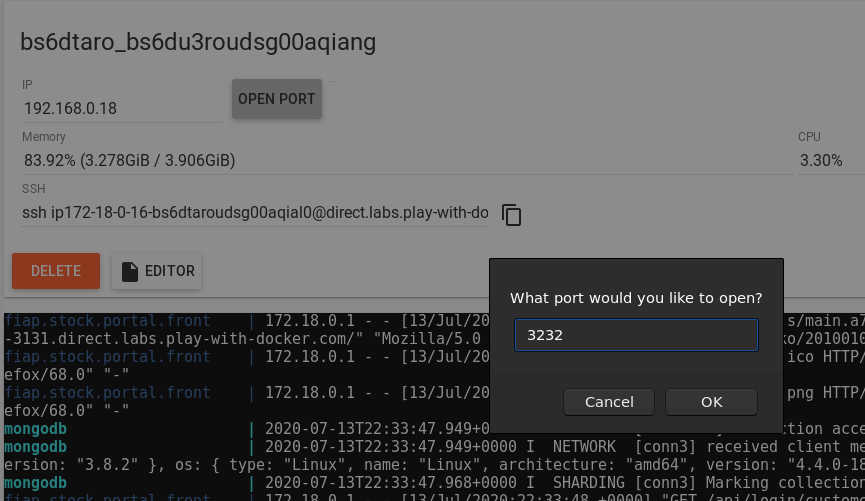 bs6dtaro_bs6du3roudsg00aqiang
IP
192.168.0.18
OPEN PORT
Memory
83.92% (3.278GiB / 3.906GiB)
CPU
3.30%
SSH
ssh ip172-18-0-16-bs6dtaroudsg00aqial0@direct.labs.play-with-do
DELETE
EDITOR
What port would you like to open?
3232
Cancel
OK
fiap.stock.portal.front | 172.18.0.1 - - [13/Jul/20 s/main.a7
-3131.direct.labs.play-with-docker.com/" "Mozilla/5.0 ko/2010010
fiap.stock.portal.front | 172.18.0.1 - - [13/Jul/20 ico HTTP/
efox/68.0" "-"
fiap.stock.portal.front | 172.18.0.1 - - [13/Jul/20 png HTTP/
efox/68.0" "-"
mongodb | 2020-07-13T22:33:47.949+0000 ction acce
mongodb | 2020-07-13T22:33:47.949+0000 I NETWORK [conn3] received client me
ersion: "3.8.2" }, os: { type: "Linux", name: "Linux", architecture: "amd64", version: "4.4.0-18
mongodb | 2020-07-13T22:33:47.968+0000 I SHARDING [conn3] Marking collection
fiap.stock.portal.front | 172.18.0.1 - - [13/Jul/2020:22:33:48 +0000] "GET /api/login/custo